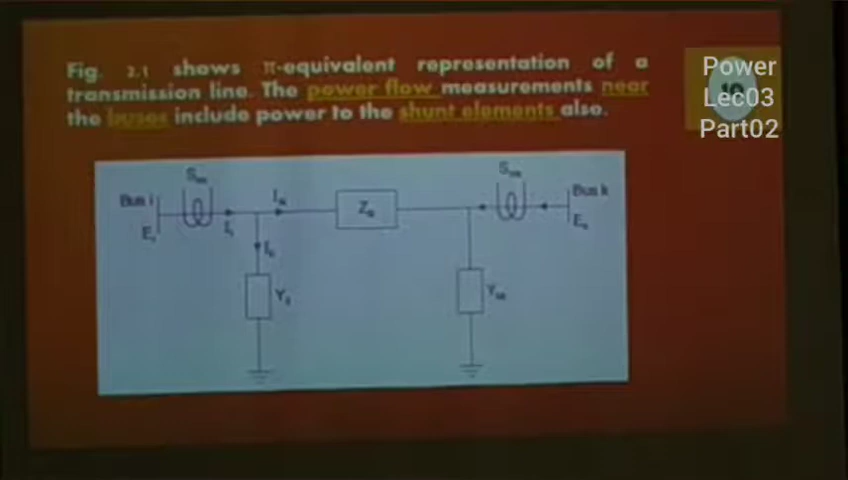 Fig. 2.1 shows π-equivalent representation of a
transmission line. The power flow measurements near
the buses include power to the shunt elements also.
Power
Lec03
Part02
10
Bus i
Bus k